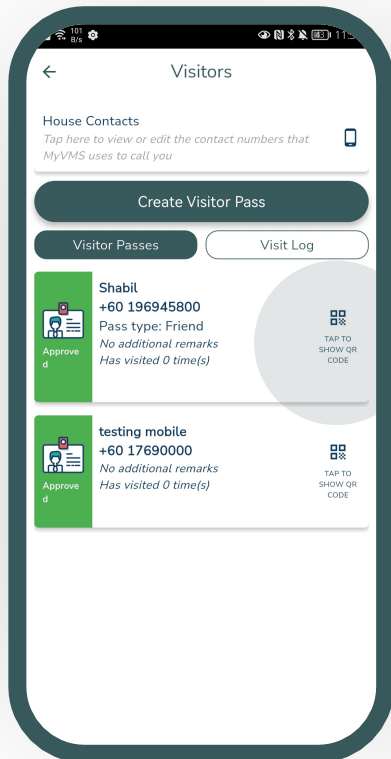 101
B/s
43
Visitors
House Contacts
Tap here to view or edit the contact numbers that
MyVMS uses to call you
Create Visitor Pass
Visitor Passes
Visit Log
Shabil
+60 196945800
Pass type: Friend
No additional remarks
Has visited 0 time(s)
Approve
d
TAP TO
SHOW QR
CODE
testing mobile
+60 17690000
No additional remarks
Has visited 0 time(s)
Approve
d
TAP TO
SHOW QR
CODE